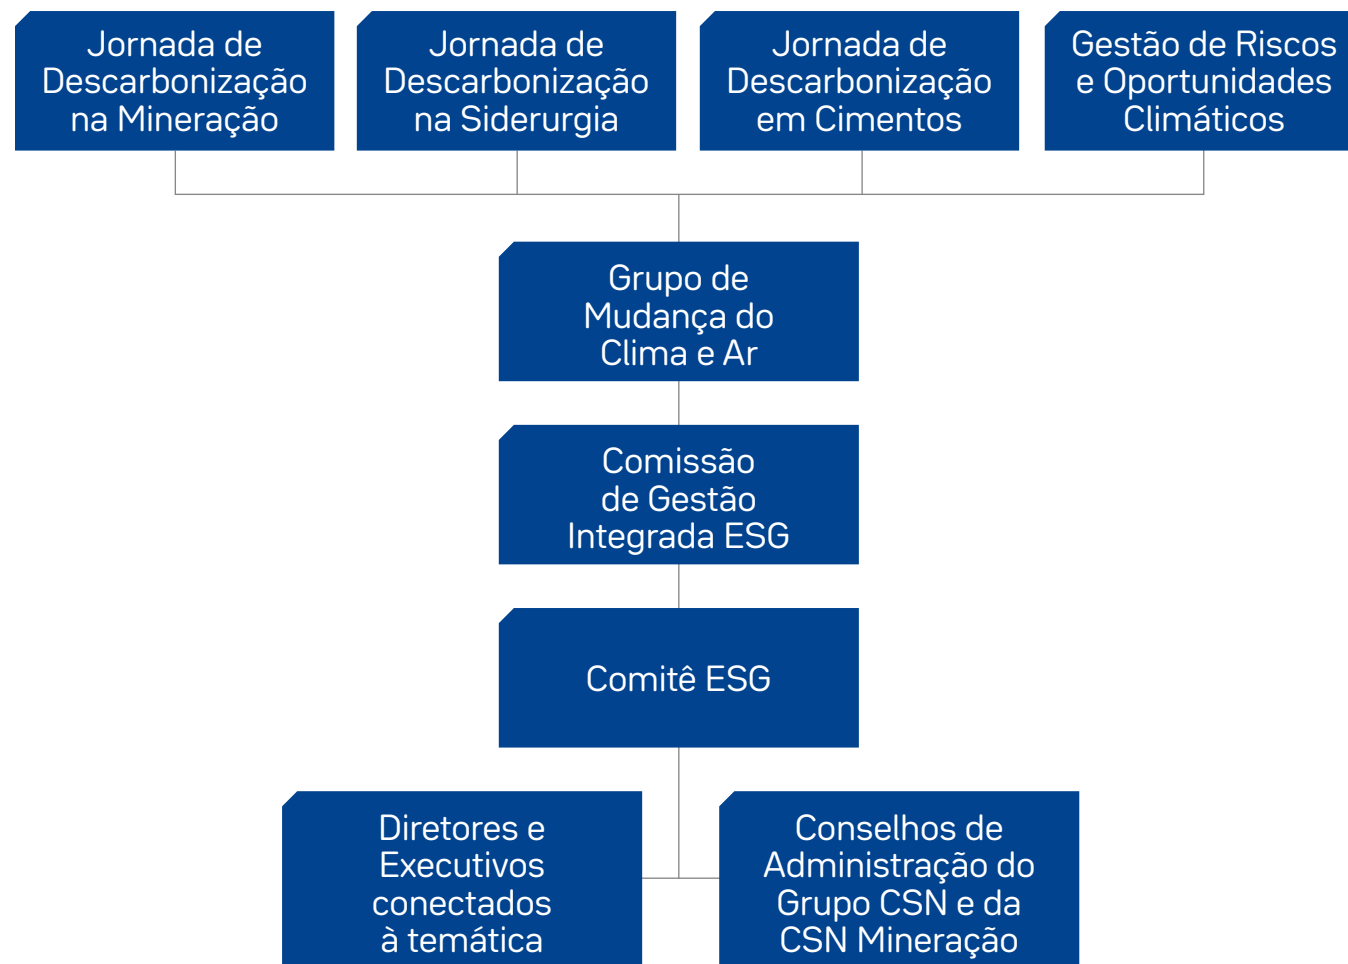 Jornada de
Descarbonização
na Mineração
Jornada de
Descarbonização
na Siderurgia
Jornada de
Descarbonização
em Cimentos
Gestão de Riscos
e Oportunidades
Climáticos
Grupo de
Mudança do
Clima e Ar
Comissão
de Gestão
Integrada ESG
Comitê ESG
Diretores e
Executivos
conectados
à temática
Conselhos de
Administração do
Grupo CSN e da
CSN Mineração